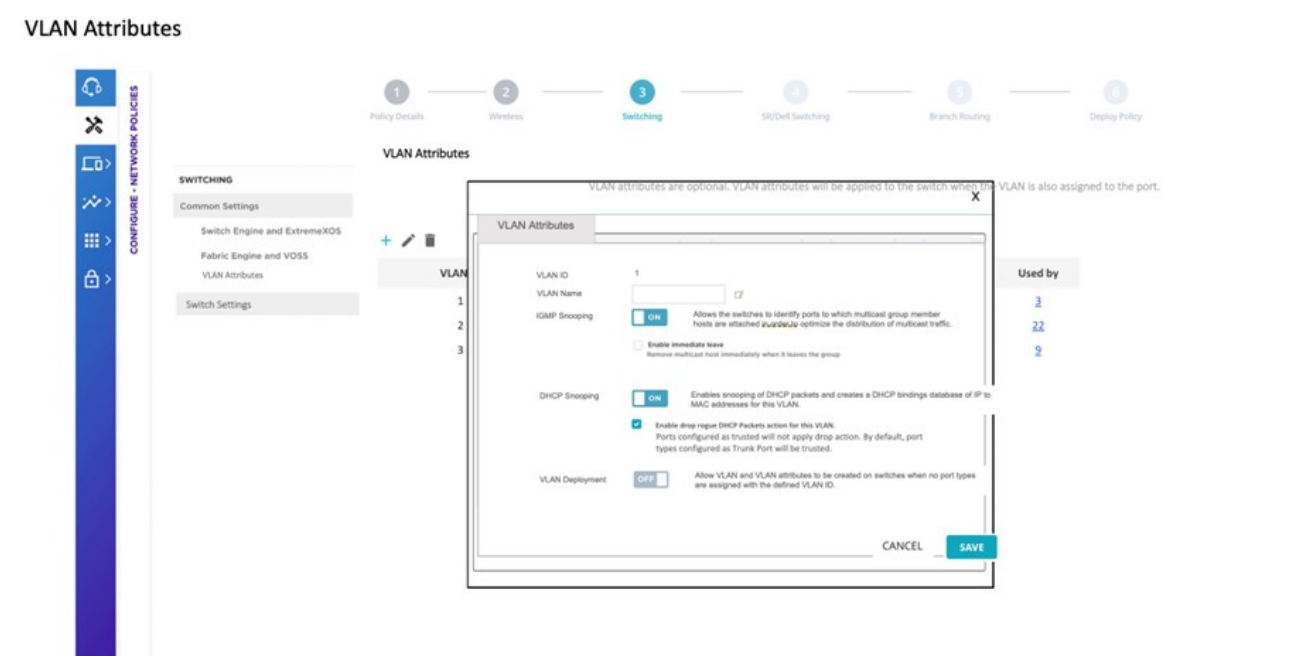 VLAN Attributes
CONFIGURE - NETWORK POLICIES
1
2
3
4
5
6
Policy Details
Wireless
Switching
SR/Dell Switching
Branch Routing
Deploy Policy
VLAN Attributes
VLAN attributes are optional. VLAN attributes will be applied to the switch when the VLAN is also assigned to the port.
SWITCHING
Common Settings
Switch Engine and ExtremeXOS
Fabric Engine and VOSS
VLAN Attributes
Switch Settings
VLAN
Used by
1
3
2
22
3
9
X
VLAN Attributes
VLAN ID
1
VLAN Name
IGMP Snooping
ON
Allows the switches to identify ports to which multicast group member
hosts are attached in order to optimize the distribution of multicast traffic.
Enable immediate leave
Remove multicast host immediately when it leaves the group
DHCP Snooping
ON
Enables snooping of DHCP packets and creates a DHCP bindings database of IP to
MAC addresses for this VLAN.
Enable drop rogue DHCP Packets action for this VLAN.
Ports configured as trusted will not apply drop action. By default, port
types configured as Trunk Port will be trusted.
VLAN Deployment
OFF
Allow VLAN and VLAN attributes to be created on switches when no port types
are assigned with the defined VLAN ID.
CANCEL
SAVE